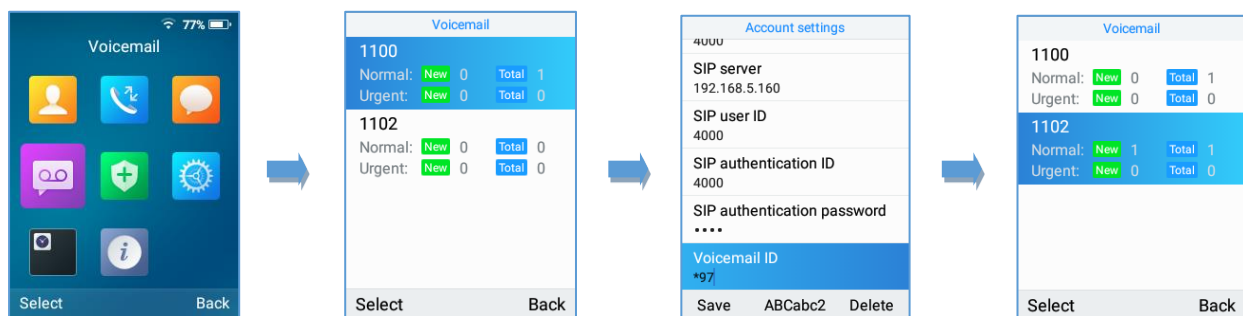 77%
Voicemail
Select Back
Voicemail
1100
Normal: New 0 Total 1
Urgent: New 0 Total 0
1102
Normal: New 0 Total 0
Urgent: New 0 Total 0
Select Back
Account settings
4000
SIP server
192.168.5.160
SIP user ID
4000
SIP authentication ID
4000
SIP authentication password
••••
Voicemail ID
*97
Save ABCabc2 Delete
Voicemail
1100
Normal: New 0 Total 1
Urgent: New 0 Total 0
1102
Normal: New 1 Total 1
Urgent: New 0 Total 0
Select Back